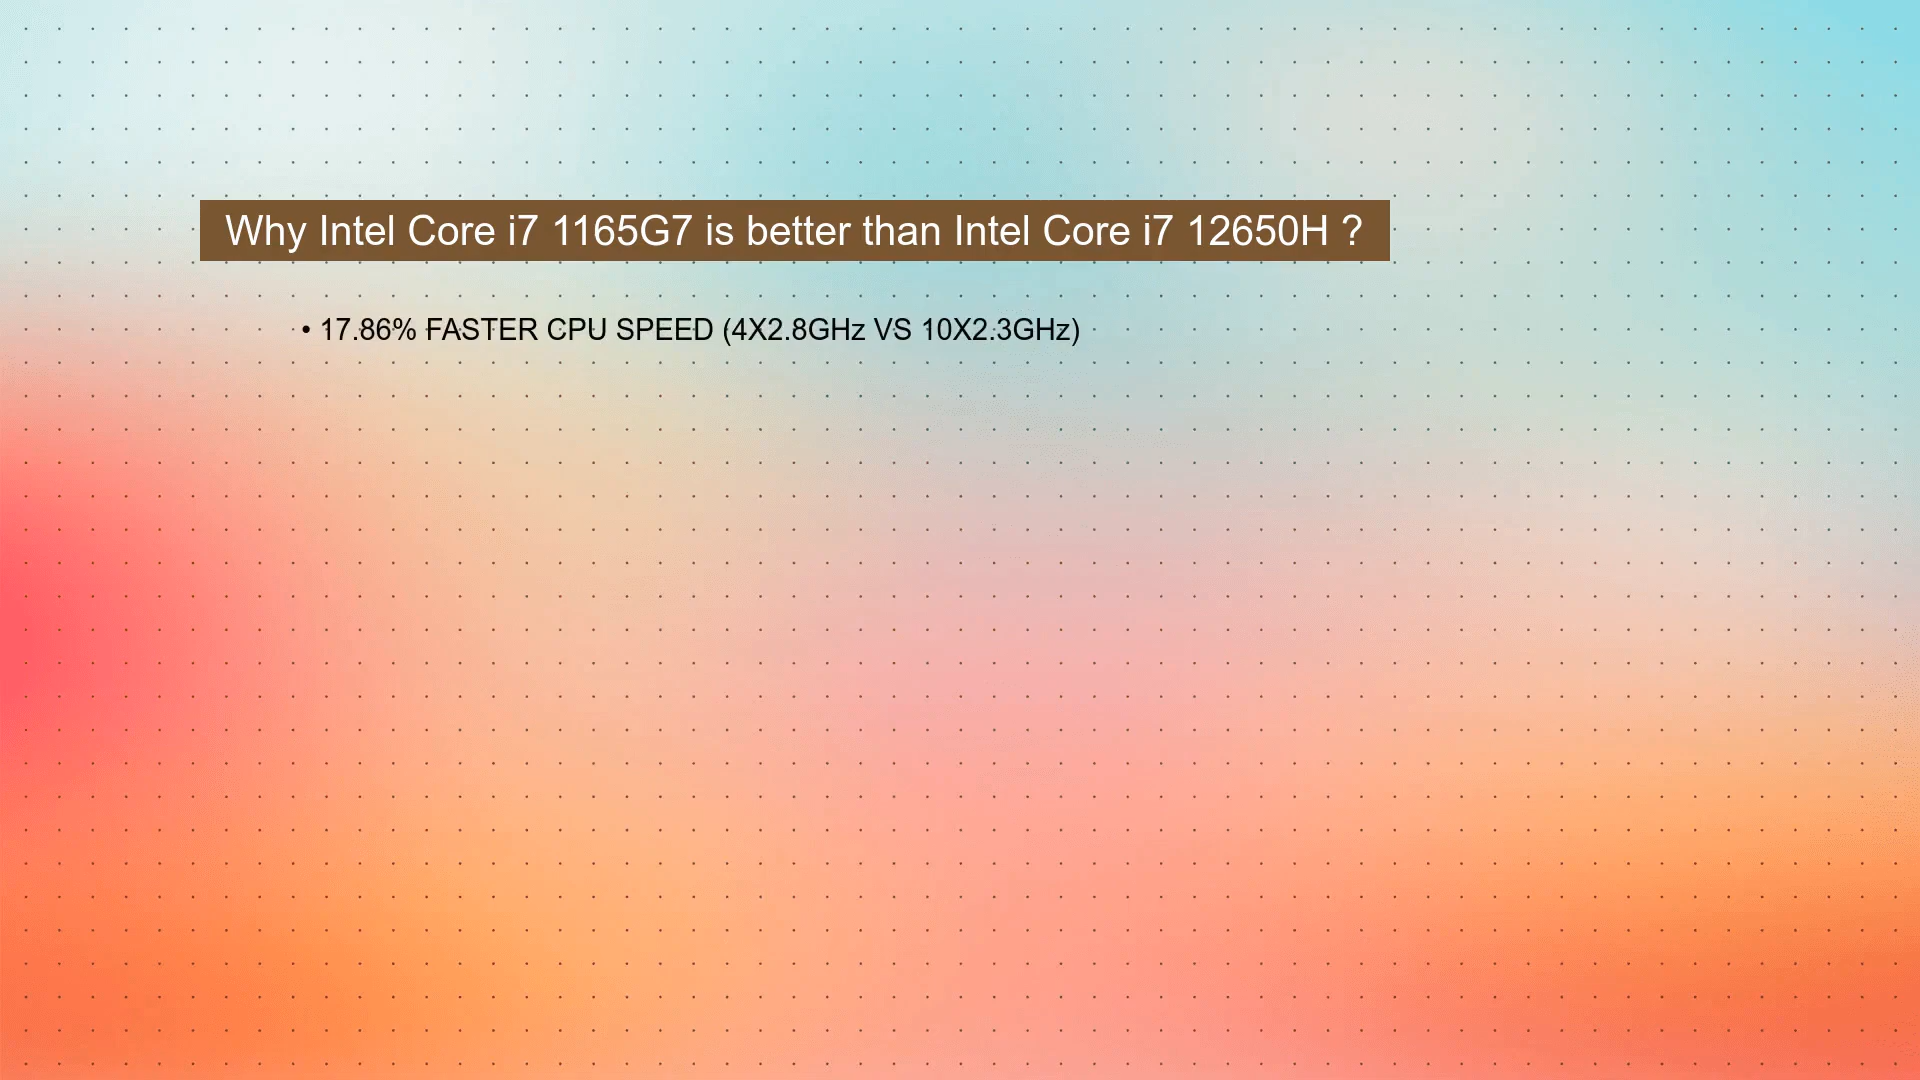 Why Intel Core i7 1165G7 is better than Intel Core i7 12650H ?
• 17.86% FASTER CPU SPEED (4X2.8GHz VS 10X2.3GHz)